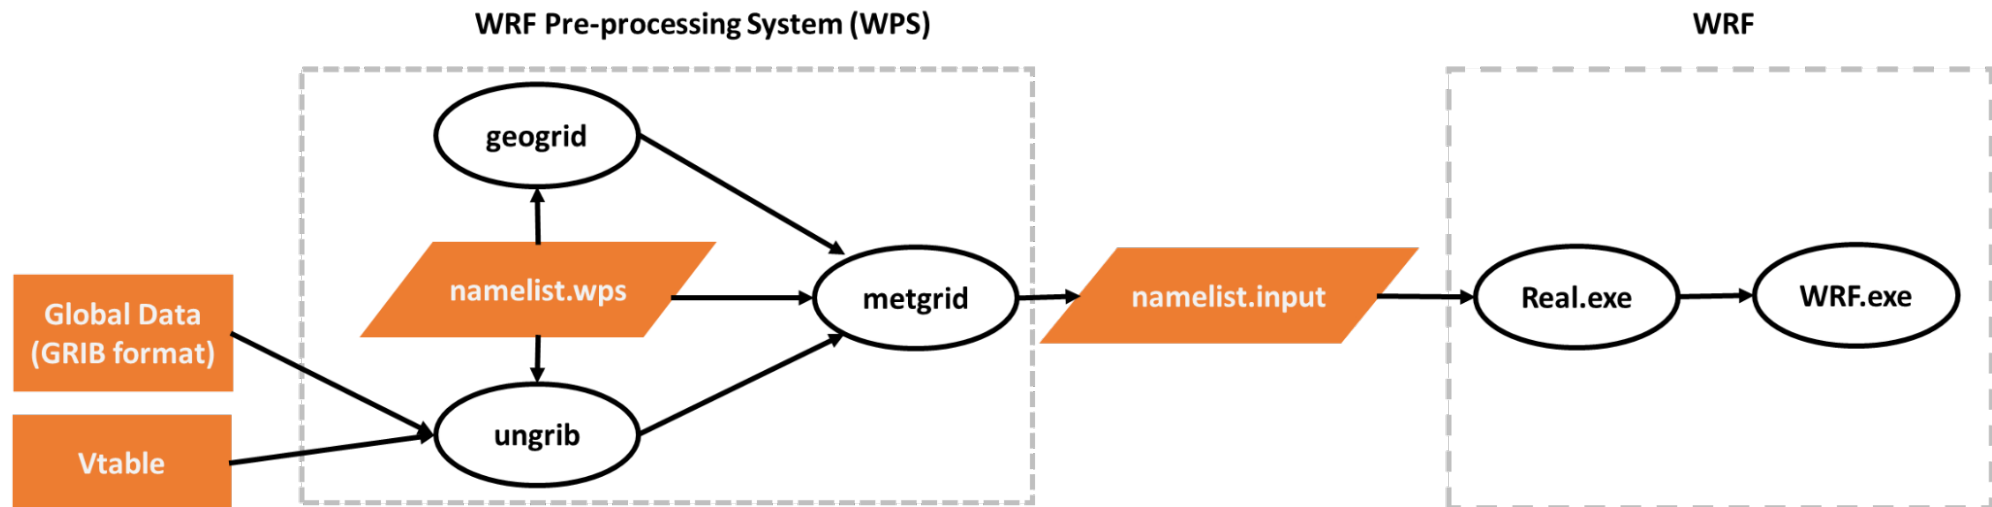 WRF Pre-processing System (WPS)
WRF
geogrid
namelist.wps
Global Data
(GRIB format)
metgrid
namelist.input
Real.exe
WRF.exe
Vtable
ungrib